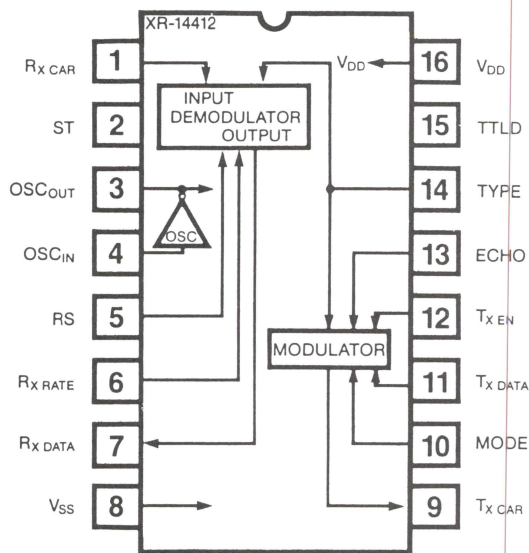 XR-14412
RX CAR 1
ST 2
OSCOUT 3
OSCIN 4
RS 5
RX RATE 6
RX DATA 7
VSS 8
INPUT
DEMODULATOR
OUTPUT
OSC
MODULATOR
VDD 16 VDD
15 TTLD
14 TYPE
13 ECHO
12 TX EN
11 TX DATA
10 MODE
9 TX CAR